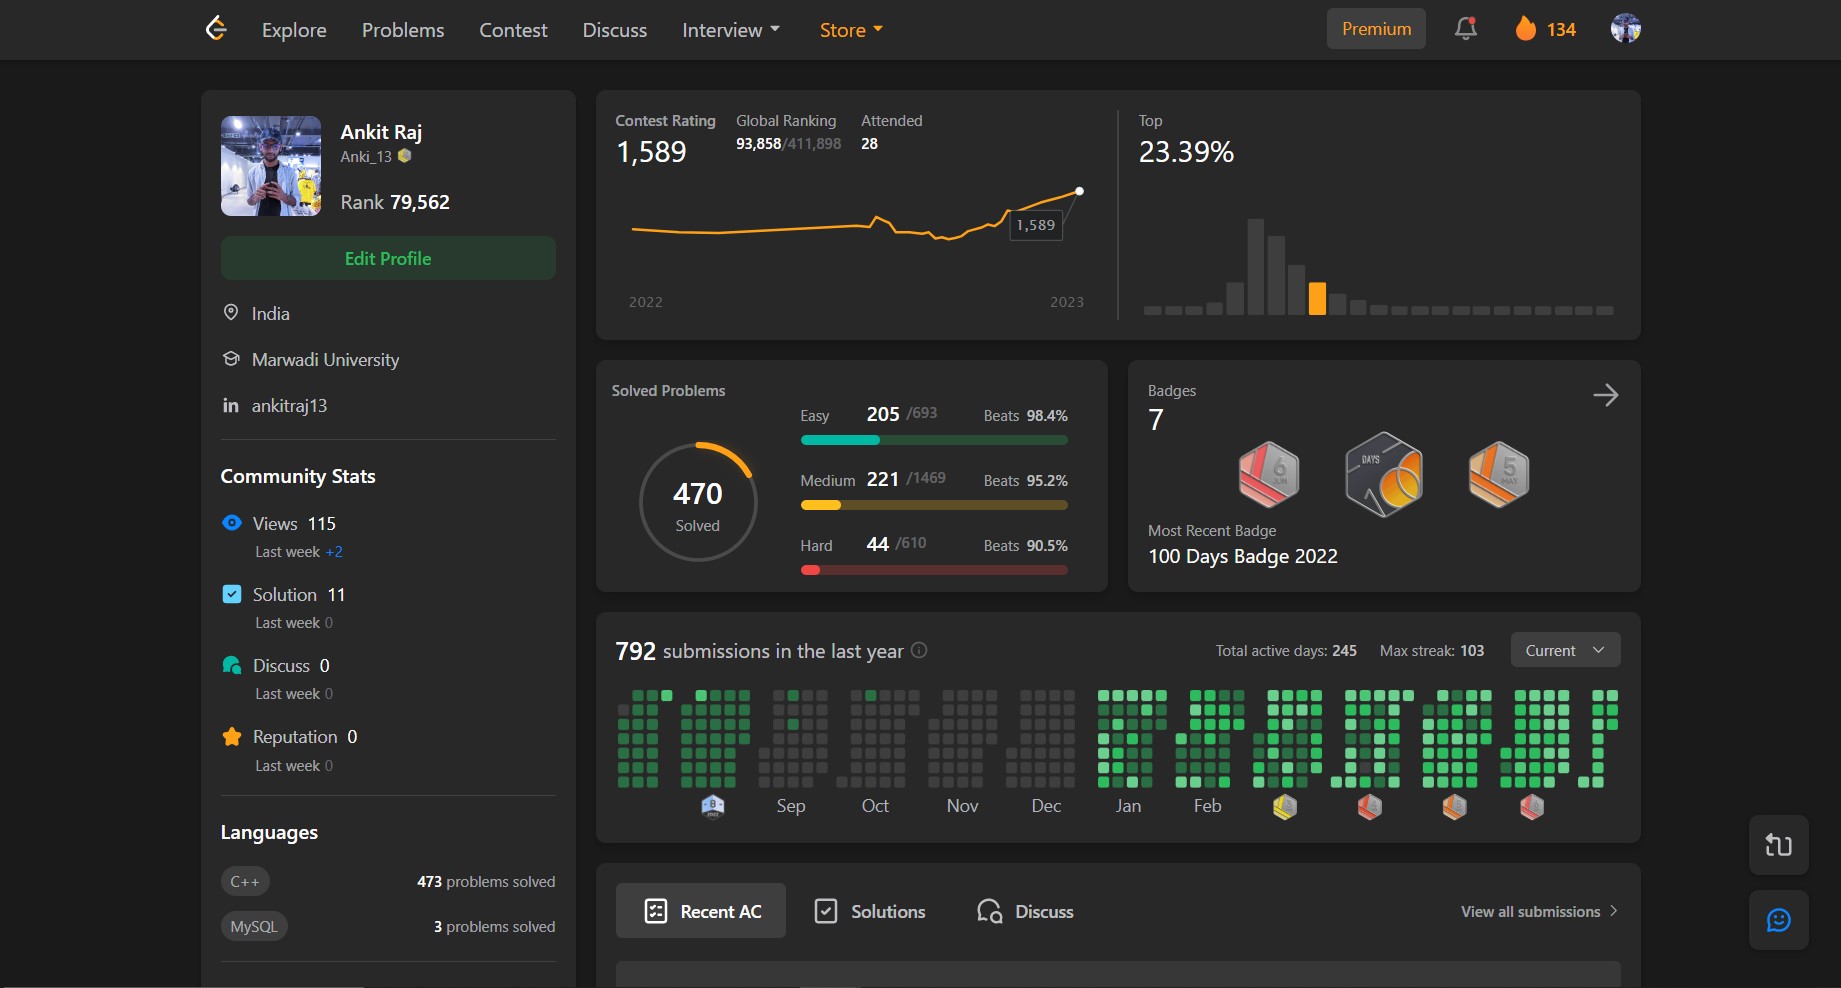 Explore Problems Contest Discuss Interview Store Premium 134
Ankit Raj
Anki_13
Rank 79,562
Edit Profile
India
Marwadi University
in ankitraj13
Community Stats
Views 115
Last week +2
Solution 11
Last week 0
Discuss 0
Last week 0
Reputation 0
Last week 0
Languages
C++ 473 problems solved
MySQL 3 problems solved
Contest Rating Global Ranking Attended
1,589 93,858/411,898 28
1,589
2022 2023
Top
23.39%
Solved Problems
470
Solved
Easy 205 /693 Beats 98.4%
Medium 221 /1469 Beats 95.2%
Hard 44 /610 Beats 90.5%
Badges
7
6
JUN
DAYS
5
MAY
Most Recent Badge
100 Days Badge 2022
792 submissions in the last year Total active days: 245 Max streak: 103 Current
Sep Oct Nov Dec Jan Feb
Recent AC Solutions Discuss View all submissions